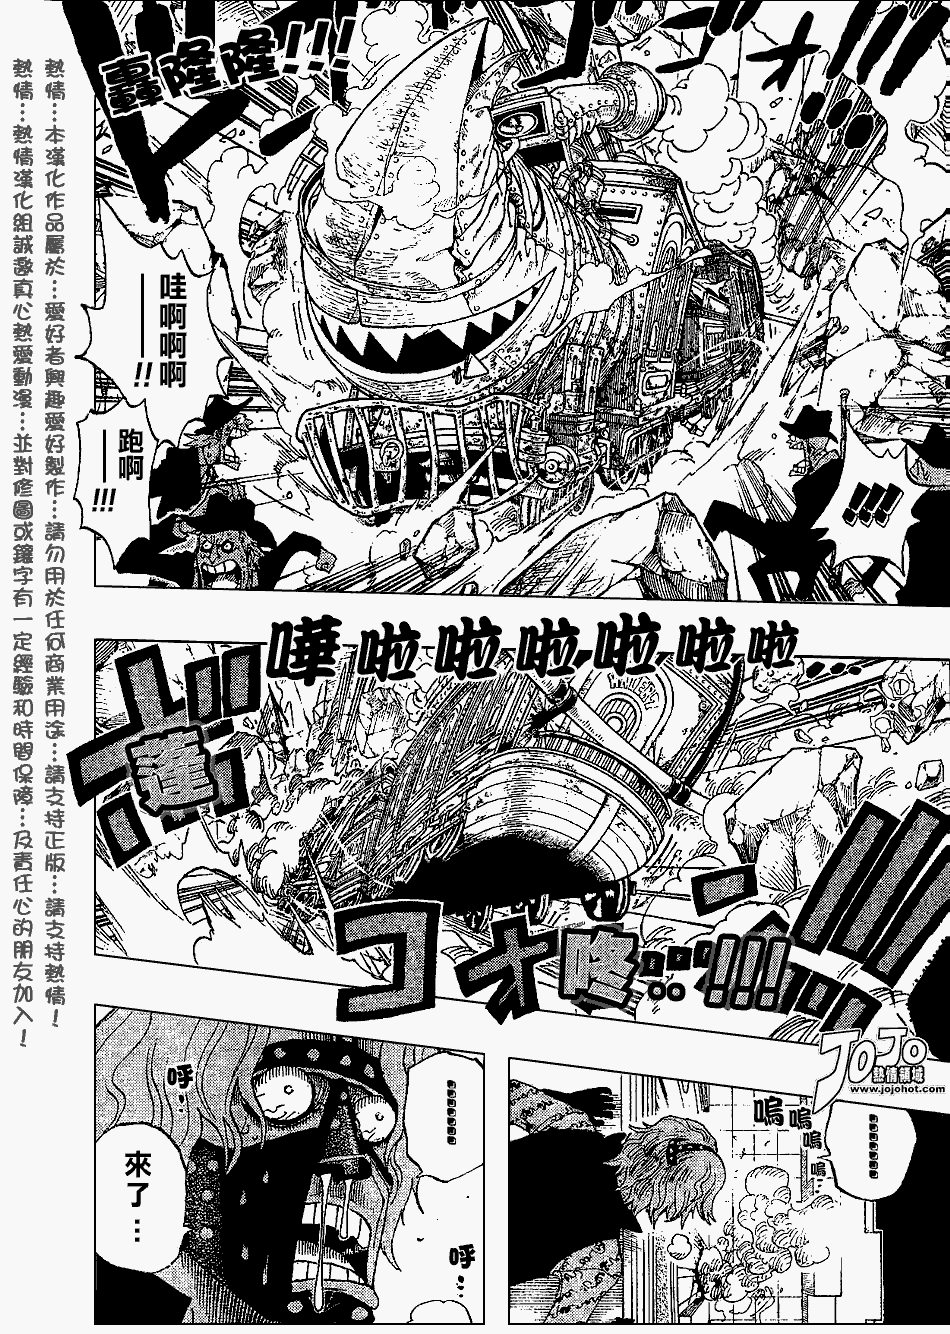 熱情…本漢化作品屬於…愛好者興趣愛好製作…請勿用於任何商業用途…請支持正版…請支持熱情！
熱情…熱情漢化組誠邀真心熱愛動漫…並對修圖或鑲字有一定經驗和時間保障…及責任心的朋友加入！
轟隆隆!!!
ドドゴゴォ!!!
!!!
哇啊啊啊
——!!
跑啊
——!!!
嘩啦啦啦啦啦啦
蓬
ゴオ
咚…!!!
JOJO
熱情領域
www.jojohot.com
………
嗚嗚嗚嗚…
………
呼…
來了…
呼…